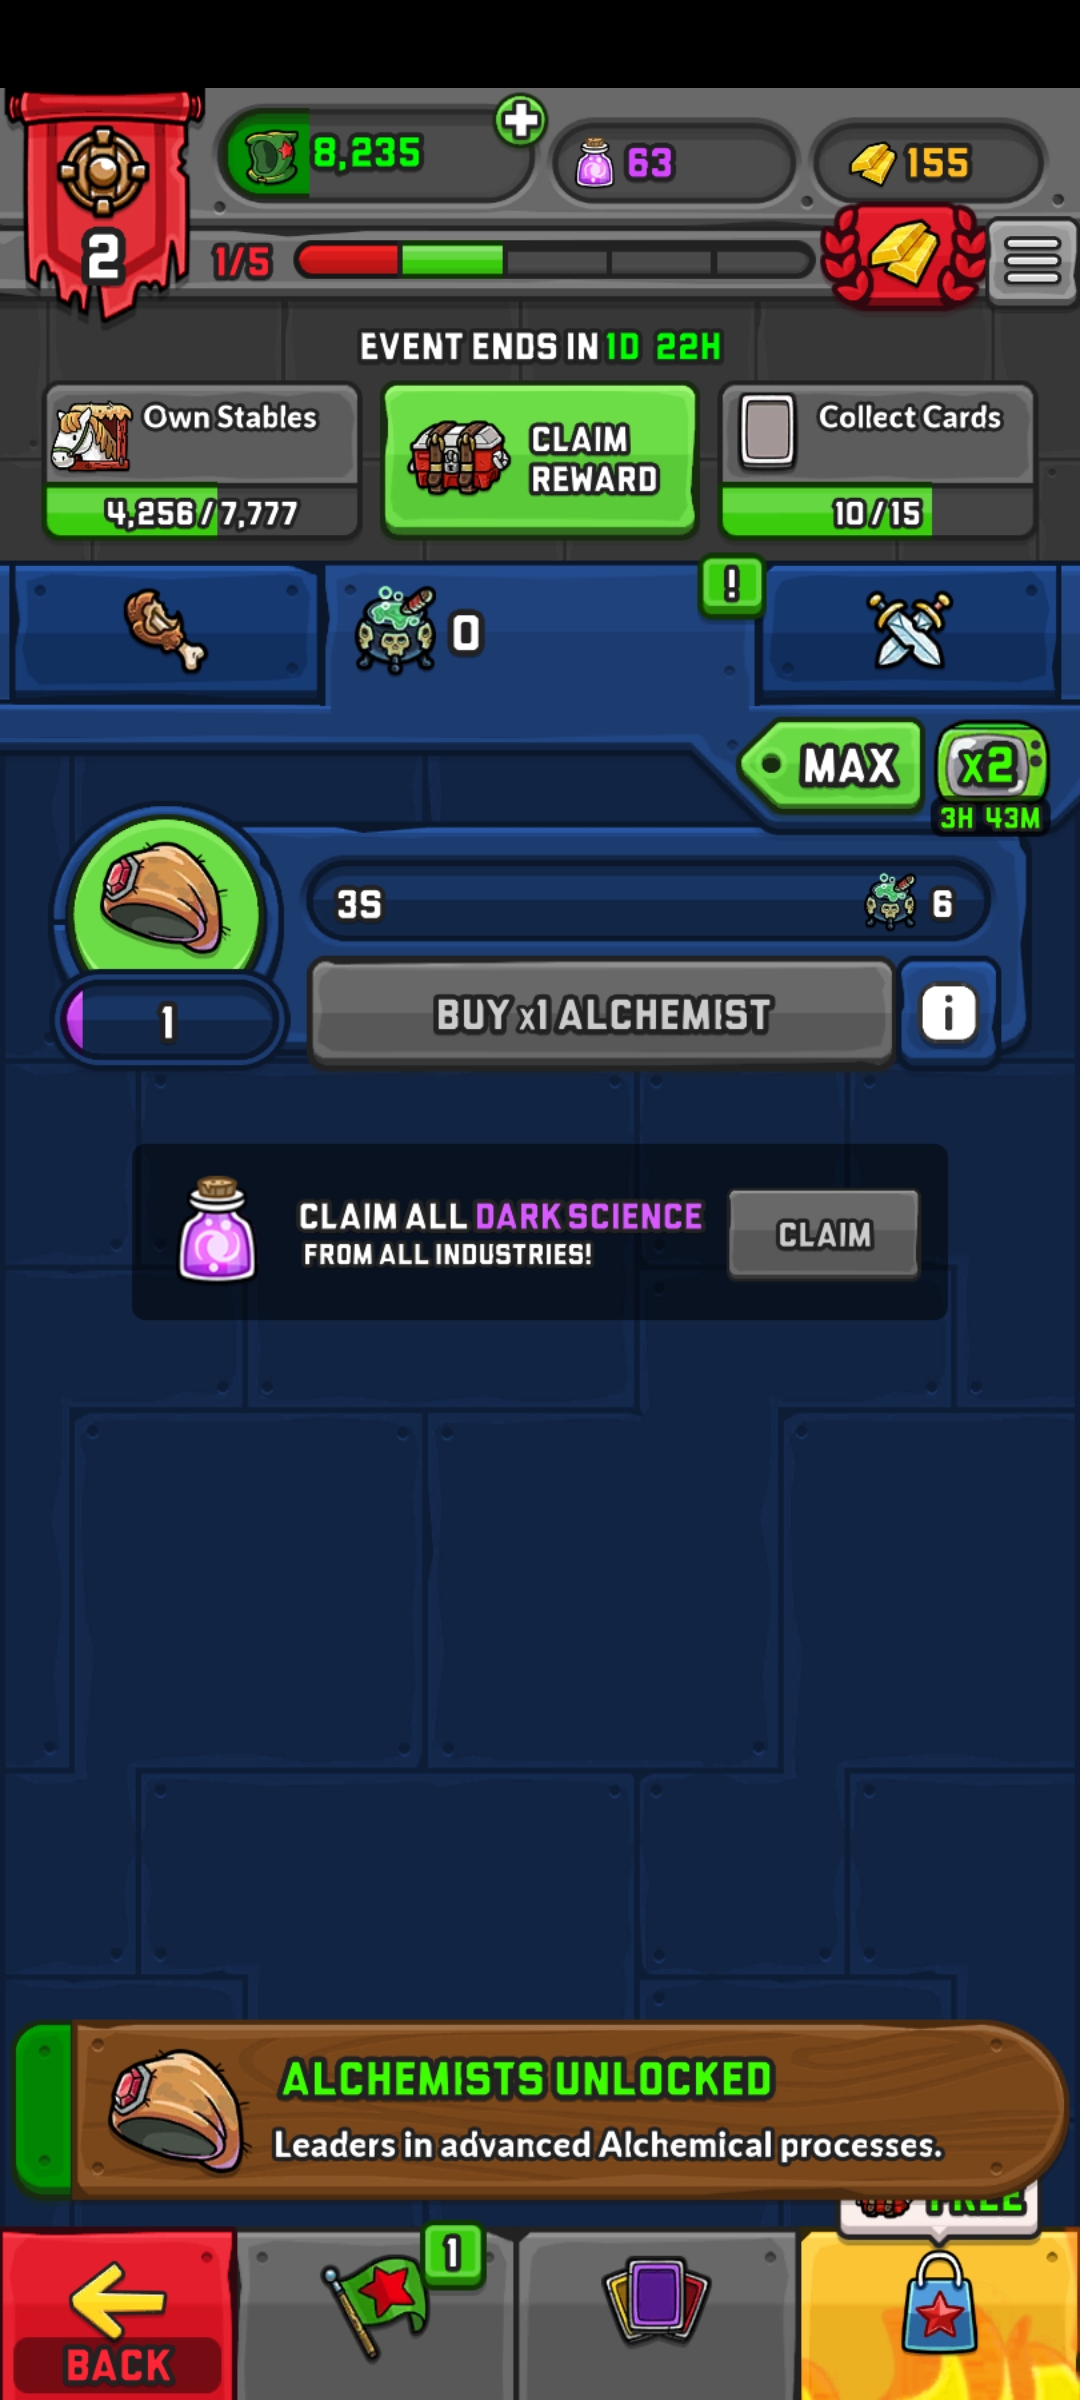 8,235
63
155
2
1/5
EVENT ENDS IN 1D 22H
Own Stables
4,256/7,777
CLAIM
REWARD
Collect Cards
10/15
0
!
MAX
x2
3H 43M
3S
6
1
BUY x1 ALCHEMIST
i
CLAIM ALL DARK SCIENCE
FROM ALL INDUSTRIES!
CLAIM
ALCHEMISTS UNLOCKED
Leaders in advanced Alchemical processes.
FREE
1
BACK